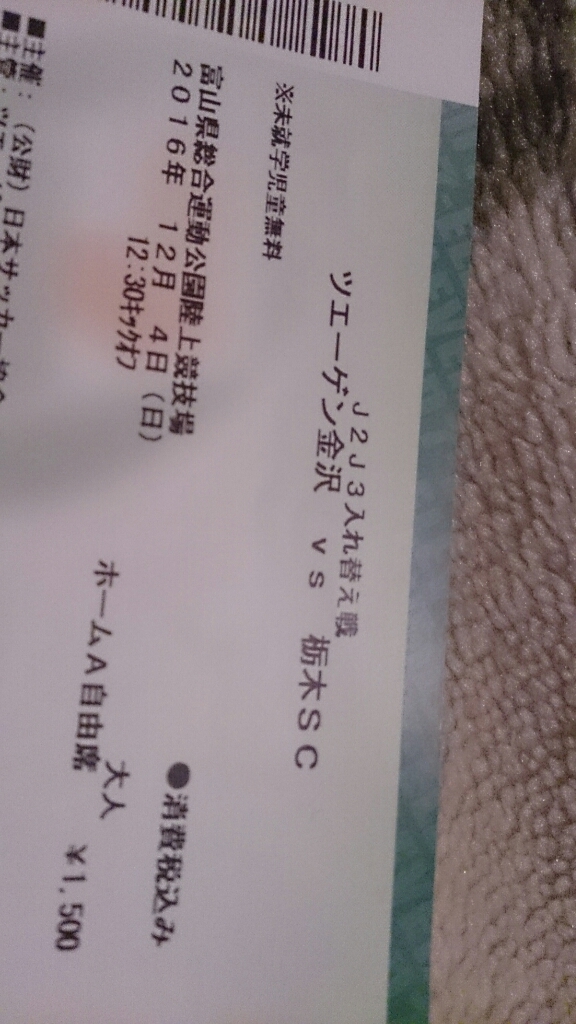 J2J3入れ替え戦
ツエーゲン金沢 vs 栃木SC
※未就学児童無料
富山県総合運動公園陸上競技場
2016年 12月 4日(日)
12:30キックオフ
●消費税込み
大人
ホームA自由席 ¥1,500
■主催:(公財)日本サッカー協会
■主管:ツエ